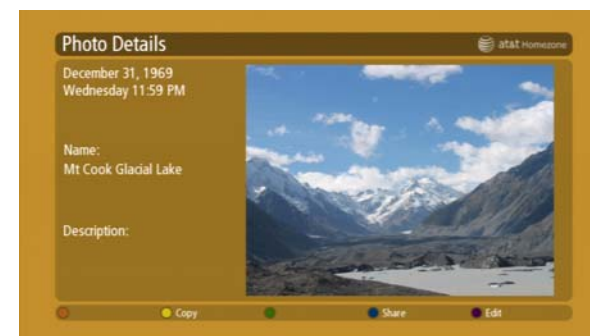 Photo Details
at&t Homezone
December 31, 1969
Wednesday 11:59 PM
Name:
Mt Cook Glacial Lake
Description:
Copy
Share
Edit